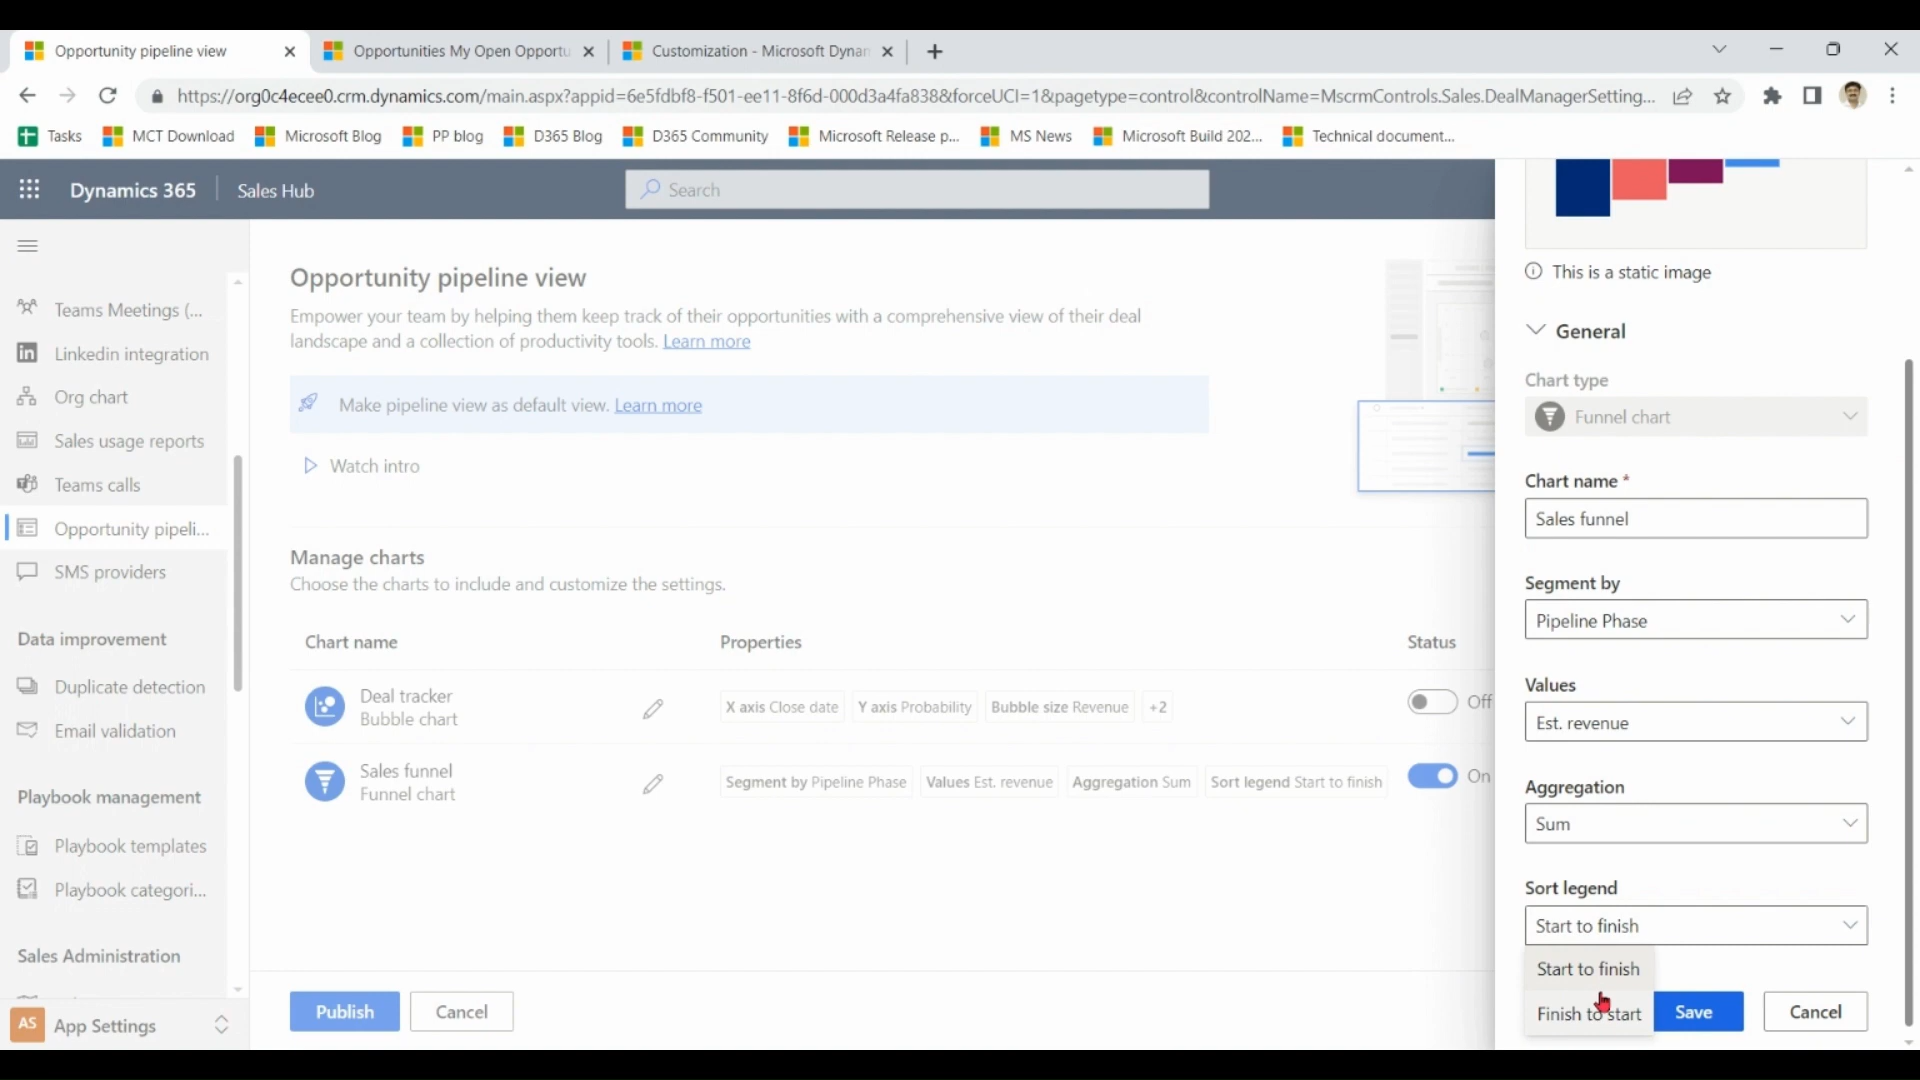 Opportunity pipeline view
Opportunities My Open Opportu
Customization - Microsoft Dynar
https://org0c4ecee0.crm.dynamics.com/main.aspx?appid=6e5fdbf8-f501-ee11-8f6d-000d3a4fa838&forceUCI=1&pagetype=control&controlName=MscrmControls.Sales.DealManagerSetting...
Tasks
MCT Download
Microsoft Blog
PP blog
D365 Blog
D365 Community
Microsoft Release p...
MS News
Microsoft Build 202...
Technical document...
Dynamics 365
Sales Hub
Search
Teams Meetings (...
Linkedin integration
Org chart
Sales usage reports
Teams calls
Opportunity pipeli...
SMS providers
Data improvement
Duplicate detection
Email validation
Playbook management
Playbook templates
Playbook categori...
Sales Administration
AS
App Settings
Opportunity pipeline view
Empower your team by helping them keep track of their opportunities with a comprehensive view of their deal
landscape and a collection of productivity tools. Learn more
Make pipeline view as default view. Learn more
Watch intro
Manage charts
Choose the charts to include and customize the settings.
Chart name
Properties
Status
Deal tracker
Bubble chart
X axis Close date
Y axis Probability
Bubble size Revenue
+2
Off
Sales funnel
Funnel chart
Segment by Pipeline Phase
Values Est. revenue
Aggregation Sum
Sort legend Start to finish
On
Publish
Cancel
This is a static image
General
Chart type
Funnel chart
Chart name *
Sales funnel
Segment by
Pipeline Phase
Values
Est. revenue
Aggregation
Sum
Sort legend
Start to finish
Start to finish
Finish to start
Save
Cancel